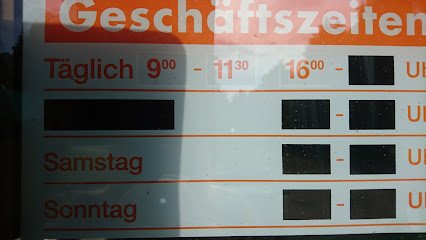 Geschäftszeiten
Täglich 9⁰⁰ - 11³⁰ 16⁰⁰ - Uh
- Uh
Samstag - Uh
Sonntag - Uh